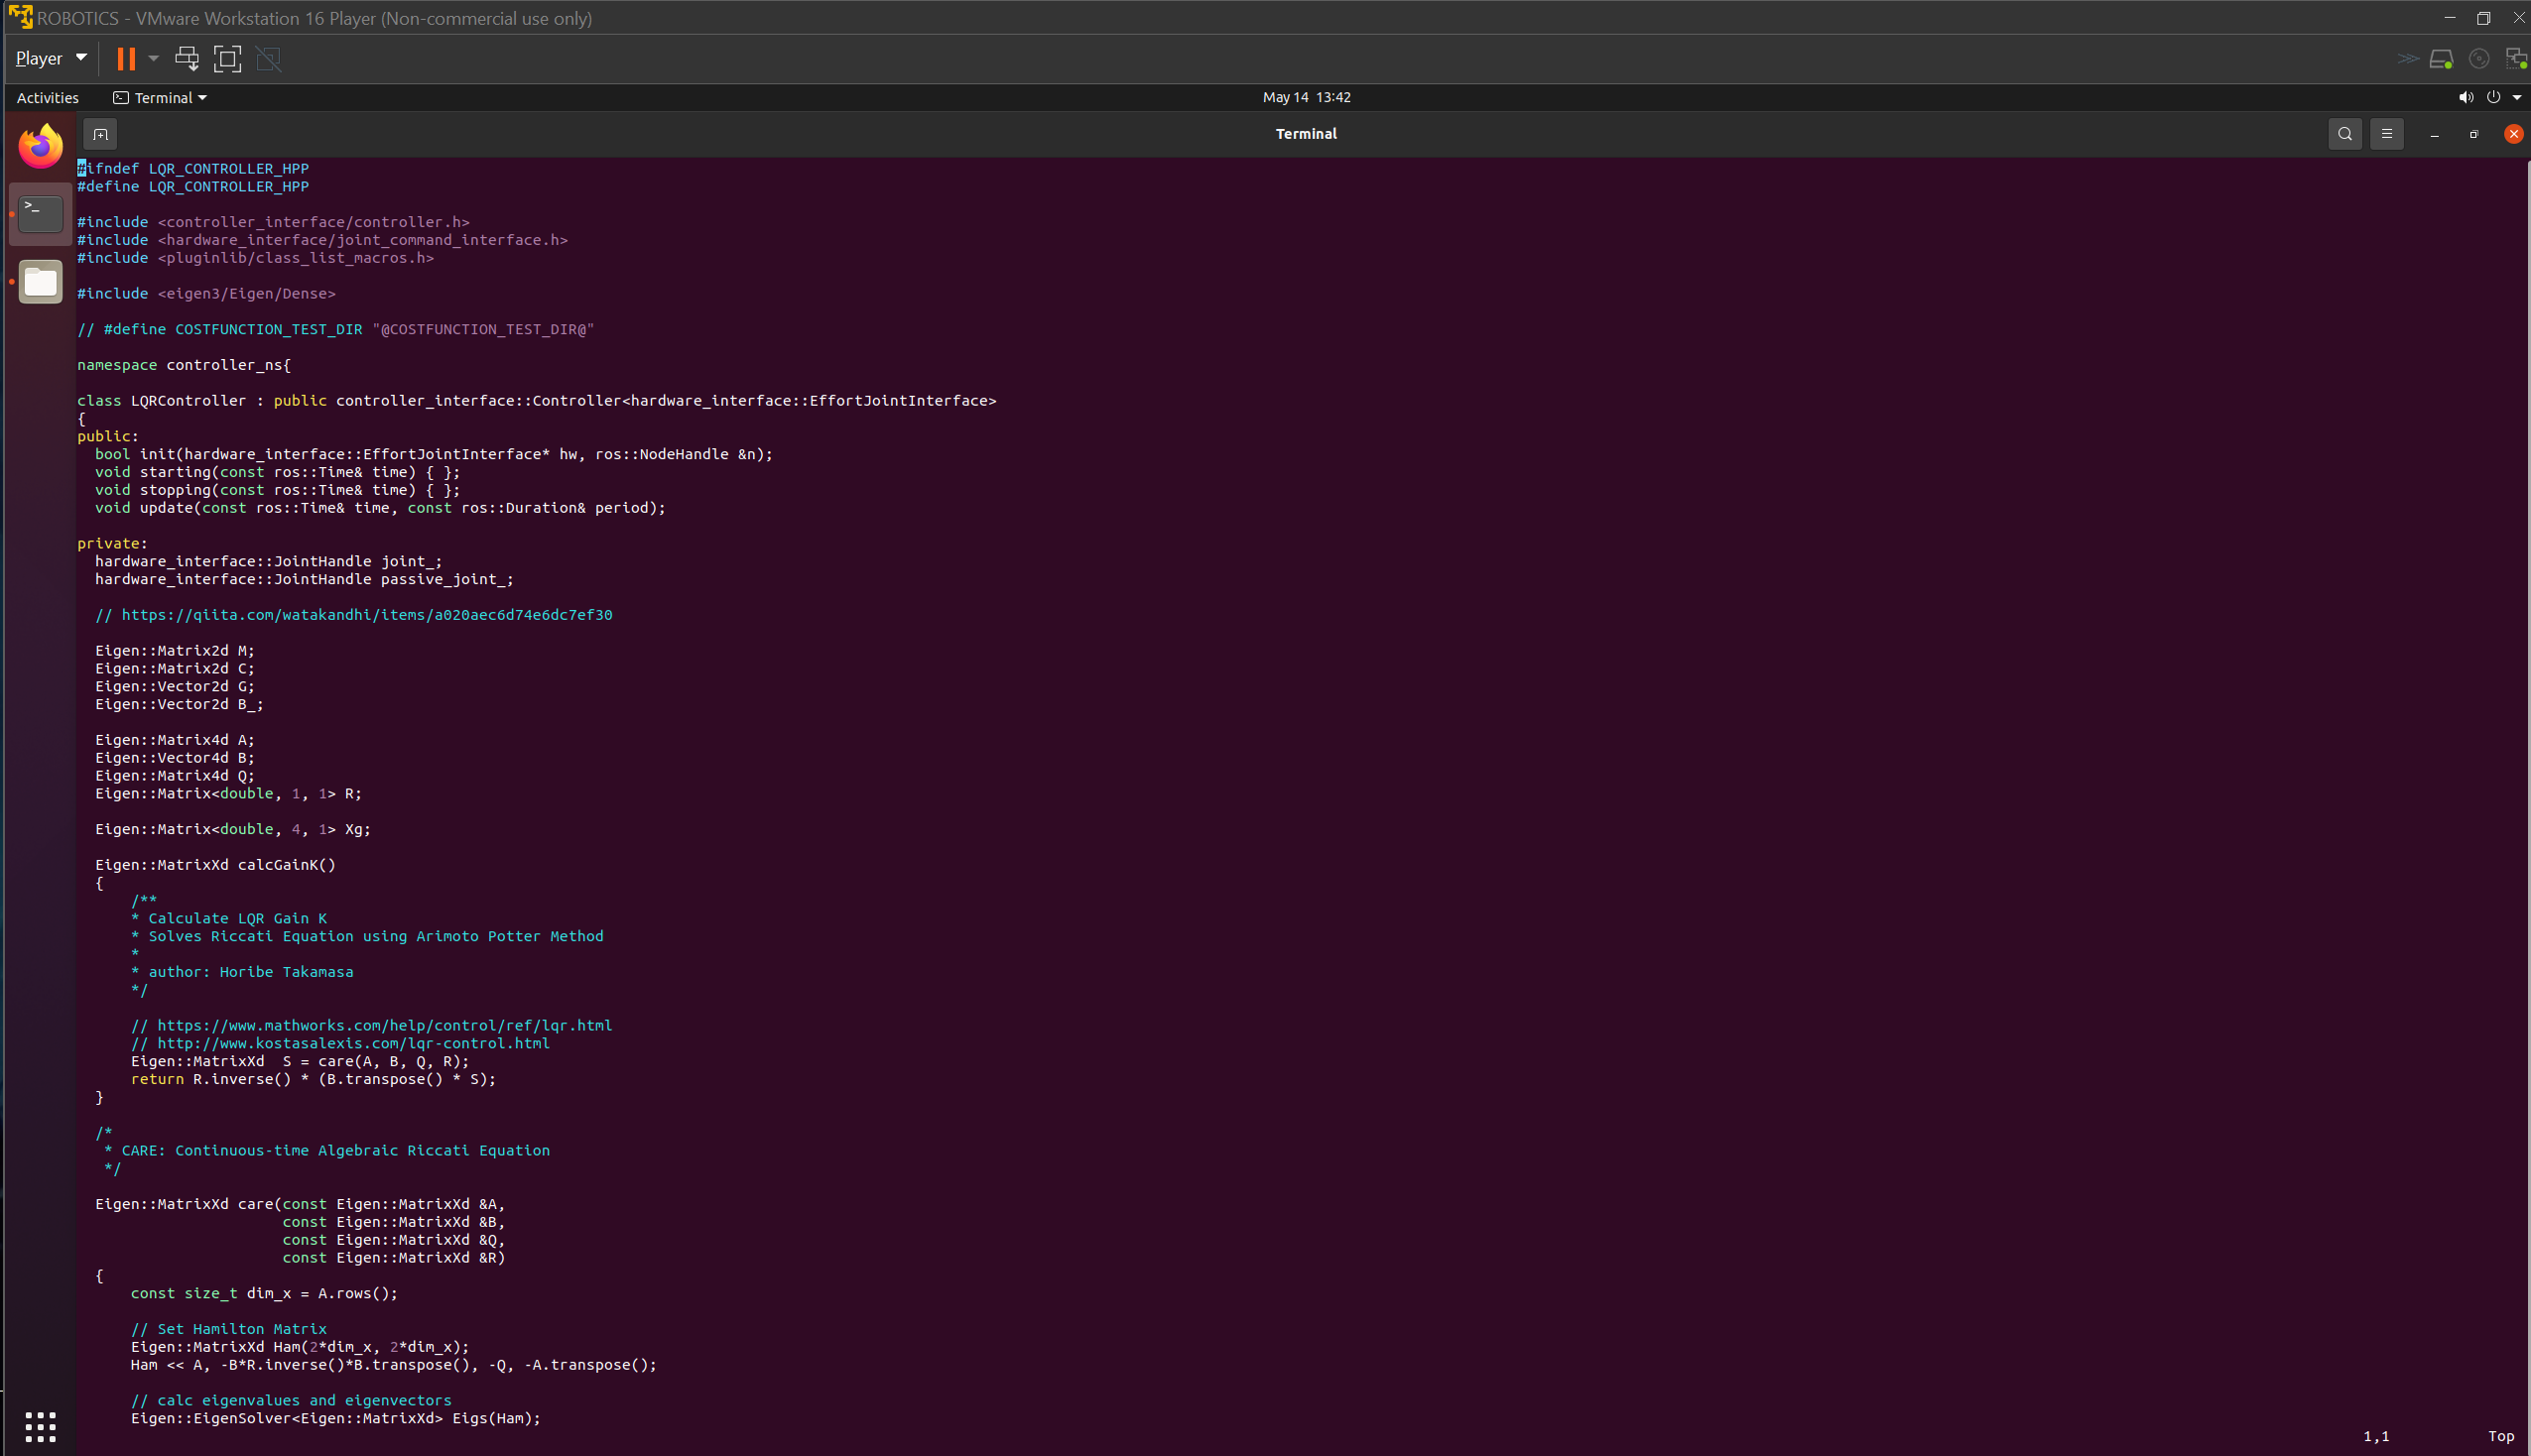 ROBOTICS - VMware Workstation 16 Player (Non-commercial use only)
Player
Activities Terminal May 14 13:42
Terminal
#ifndef LQR_CONTROLLER_HPP
#define LQR_CONTROLLER_HPP
#include <controller_interface/controller.h>
#include <hardware_interface/joint_command_interface.h>
#include <pluginlib/class_list_macros.h>
#include <eigen3/Eigen/Dense>
// #define COSTFUNCTION_TEST_DIR "@COSTFUNCTION_TEST_DIR@"
namespace controller_ns{
class LQRController : public controller_interface::Controller<hardware_interface::EffortJointInterface>
{
public:
  bool init(hardware_interface::EffortJointInterface* hw, ros::NodeHandle &n);
  void starting(const ros::Time& time) { };
  void stopping(const ros::Time& time) { };
  void update(const ros::Time& time, const ros::Duration& period);
private:
  hardware_interface::JointHandle joint_;
  hardware_interface::JointHandle passive_joint_;
  // https://qiita.com/watakandhi/items/a020aec6d74e6dc7ef30
  Eigen::Matrix2d M;
  Eigen::Matrix2d C;
  Eigen::Vector2d G;
  Eigen::Vector2d B_;
  Eigen::Matrix4d A;
  Eigen::Vector4d B;
  Eigen::Matrix4d Q;
  Eigen::Matrix<double, 1, 1> R;
  Eigen::Matrix<double, 4, 1> Xg;
  Eigen::MatrixXd calcGainK()
  {
      /**
      * Calculate LQR Gain K
      * Solves Riccati Equation using Arimoto Potter Method
      *
      * author: Horibe Takamasa
      */
      // https://www.mathworks.com/help/control/ref/lqr.html
      // http://www.kostasalexis.com/lqr-control.html
      Eigen::MatrixXd  S = care(A, B, Q, R);
      return R.inverse() * (B.transpose() * S);
  }
  /*
   * CARE: Continuous-time Algebraic Riccati Equation
   */
  Eigen::MatrixXd care(const Eigen::MatrixXd &A,
                       const Eigen::MatrixXd &B,
                       const Eigen::MatrixXd &Q,
                       const Eigen::MatrixXd &R)
  {
      const size_t dim_x = A.rows();
      // Set Hamilton Matrix
      Eigen::MatrixXd Ham(2*dim_x, 2*dim_x);
      Ham << A, -B*R.inverse()*B.transpose(), -Q, -A.transpose();
      // calc eigenvalues and eigenvectors
      Eigen::EigenSolver<Eigen::MatrixXd> Eigs(Ham);
1,1 Top